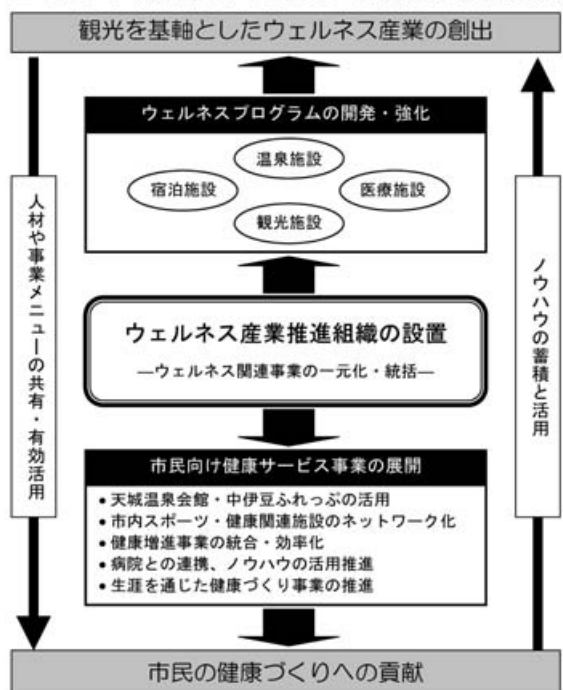 観光を基軸としたウェルネス産業の創出
ウェルネスプログラムの開発・強化
温泉施設
宿泊施設
医療施設
観光施設
人材や事業メニューの共有・有効活用
ノウハウの蓄積と活用
ウェルネス産業推進組織の設置
―ウェルネス関連事業の一元化・統括―
市民向け健康サービス事業の展開
• 天城温泉会館・中伊豆ふれっぷの活用
• 市内スポーツ・健康関連施設のネットワーク化
• 健康増進事業の統合・効率化
• 病院との連携、ノウハウの活用推進
• 生涯を通じた健康づくり事業の推進
市民の健康づくりへの貢献